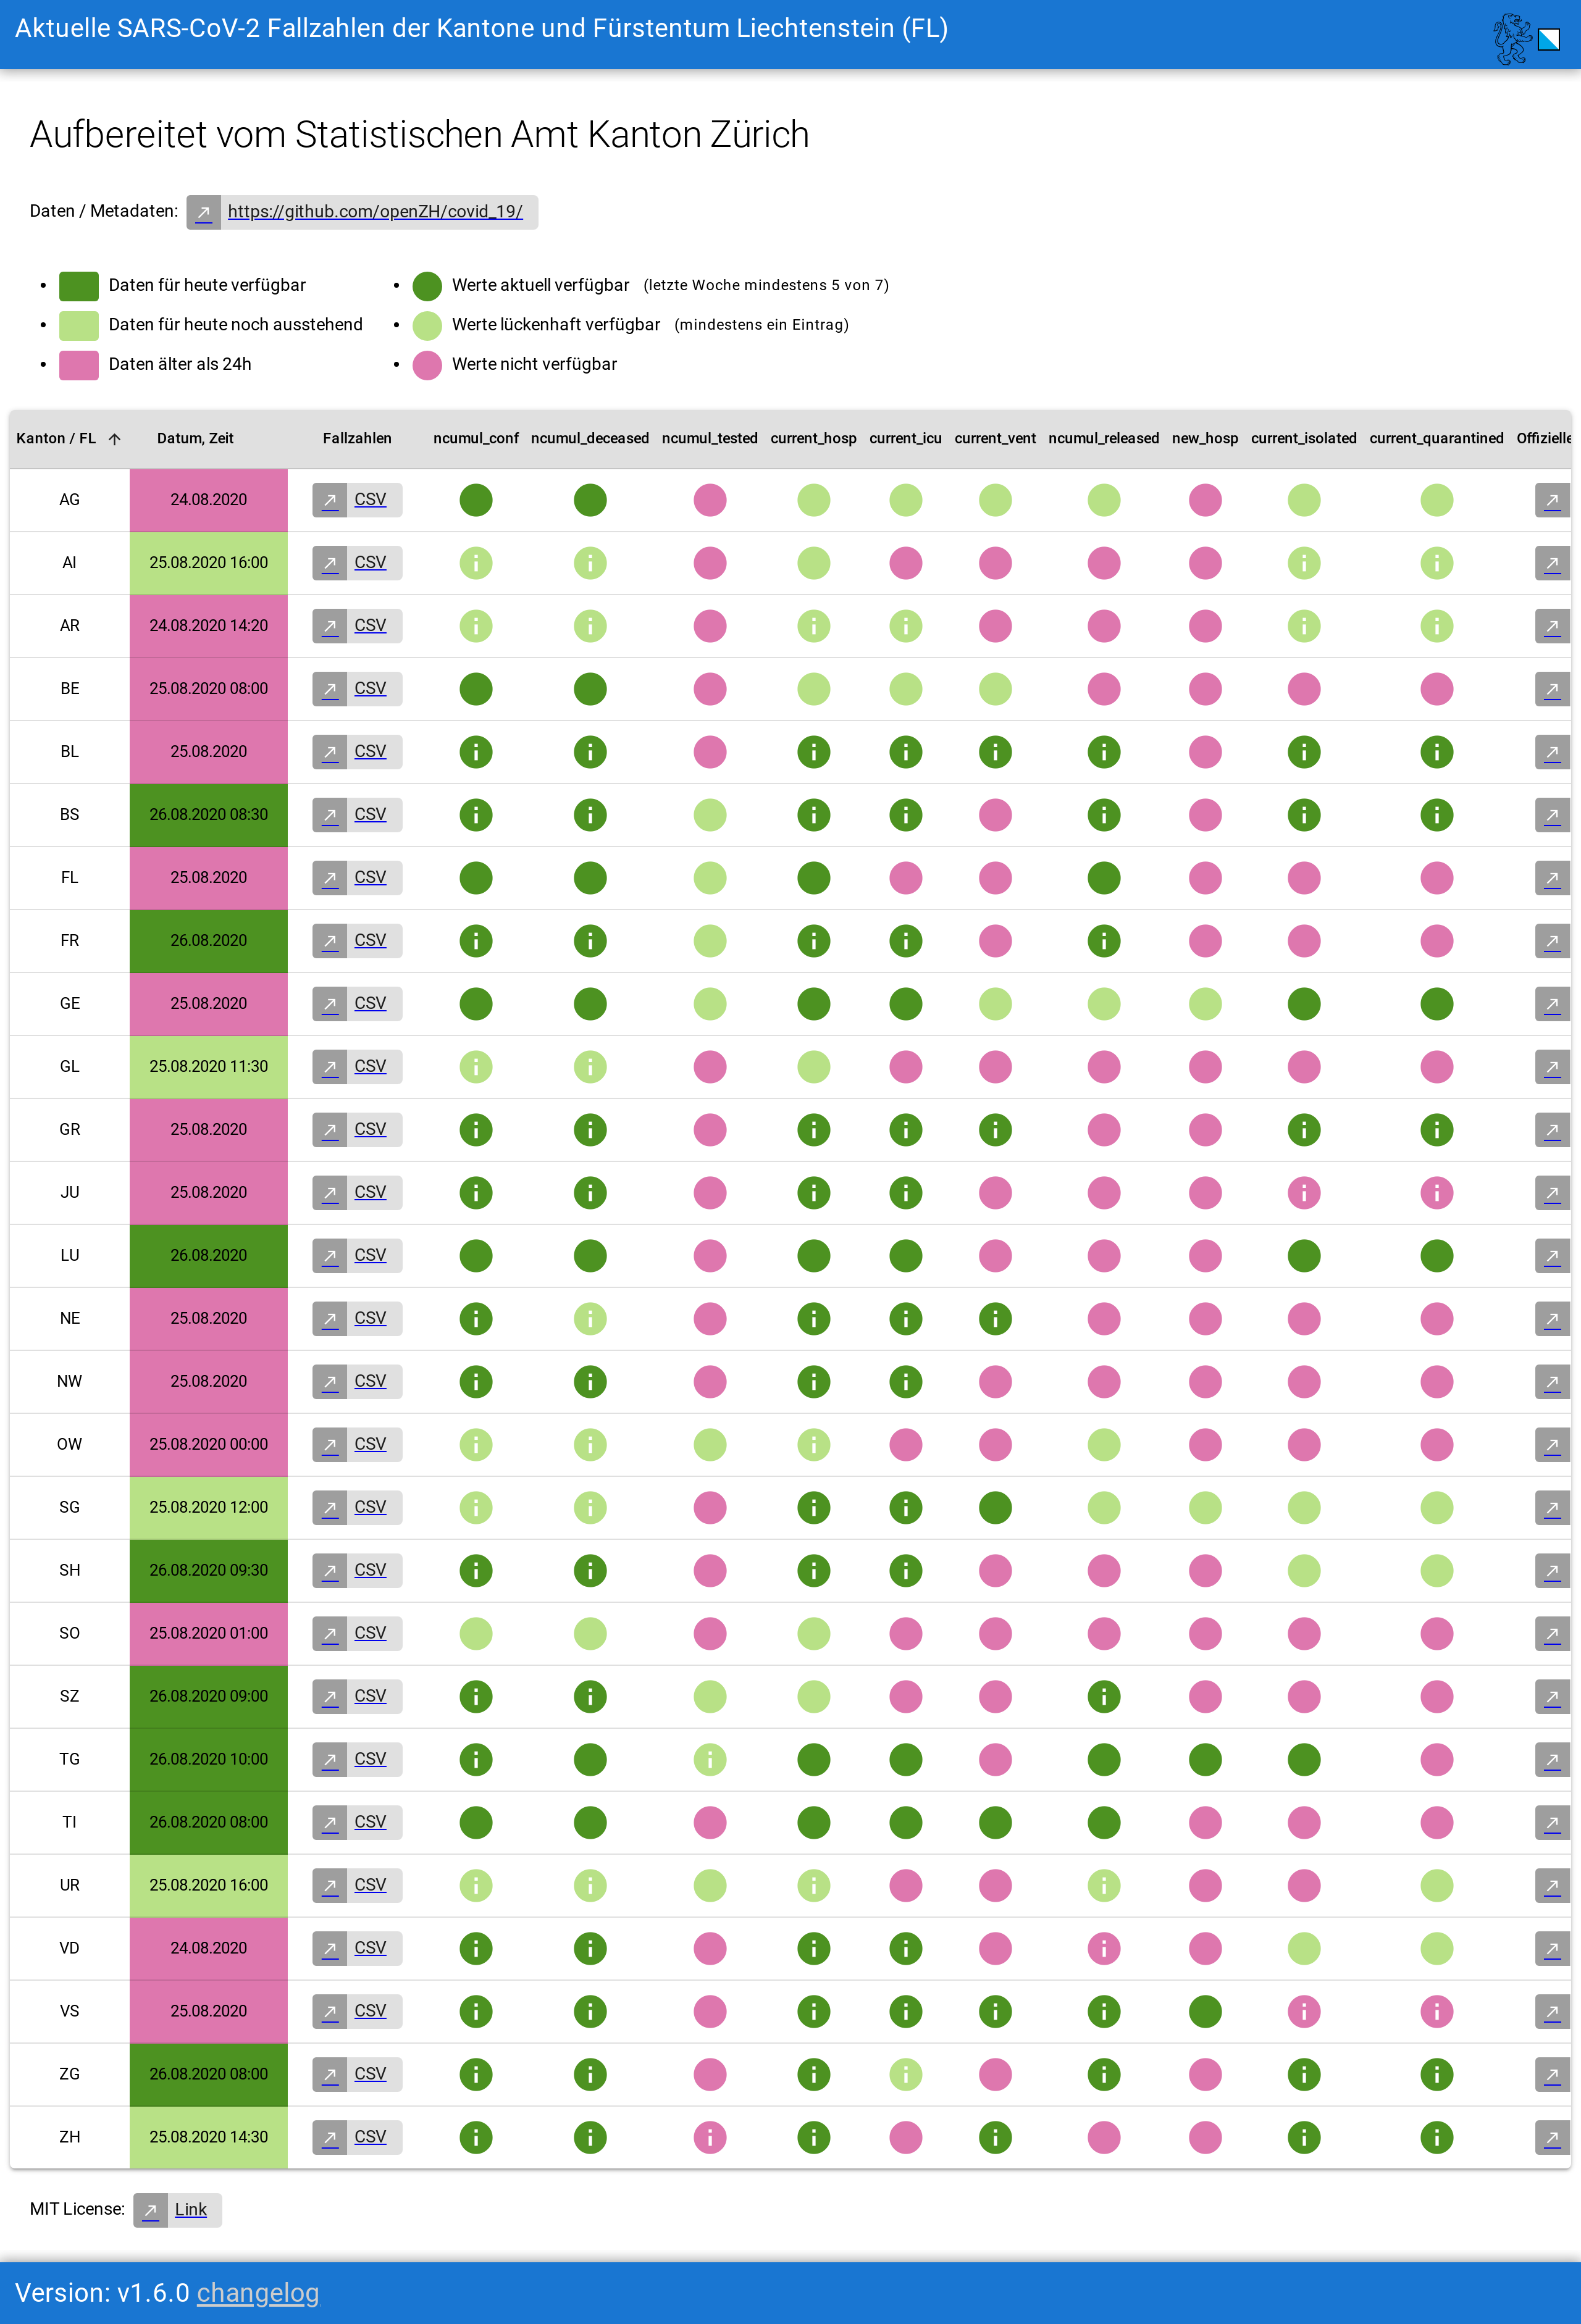 Aktuelle SARS-CoV-2 Fallzahlen der Kantone und Fürstentum Liechtenstein (FL)
Aufbereitet vom Statistischen Amt Kanton Zürich
Daten / Metadaten: https://github.com/openZH/covid_19/
Daten für heute verfügbar
Daten für heute noch ausstehend
Daten älter als 24h
Werte aktuell verfügbar (letzte Woche mindestens 5 von 7)
Werte lückenhaft verfügbar (mindestens ein Eintrag)
Werte nicht verfügbar
Kanton / FL Datum, Zeit Fallzahlen ncumul_conf ncumul_deceased ncumul_tested current_hosp current_icu current_vent ncumul_released new_hosp current_isolated current_quarantined Offizielle
AG 24.08.2020 CSV
AI 25.08.2020 16:00 CSV
AR 24.08.2020 14:20 CSV
BE 25.08.2020 08:00 CSV
BL 25.08.2020 CSV
BS 26.08.2020 08:30 CSV
FL 25.08.2020 CSV
FR 26.08.2020 CSV
GE 25.08.2020 CSV
GL 25.08.2020 11:30 CSV
GR 25.08.2020 CSV
JU 25.08.2020 CSV
LU 26.08.2020 CSV
NE 25.08.2020 CSV
NW 25.08.2020 CSV
OW 25.08.2020 00:00 CSV
SG 25.08.2020 12:00 CSV
SH 26.08.2020 09:30 CSV
SO 25.08.2020 01:00 CSV
SZ 26.08.2020 09:00 CSV
TG 26.08.2020 10:00 CSV
TI 26.08.2020 08:00 CSV
UR 25.08.2020 16:00 CSV
VD 24.08.2020 CSV
VS 25.08.2020 CSV
ZG 26.08.2020 08:00 CSV
ZH 25.08.2020 14:30 CSV
MIT License: Link
Version: v1.6.0 changelog